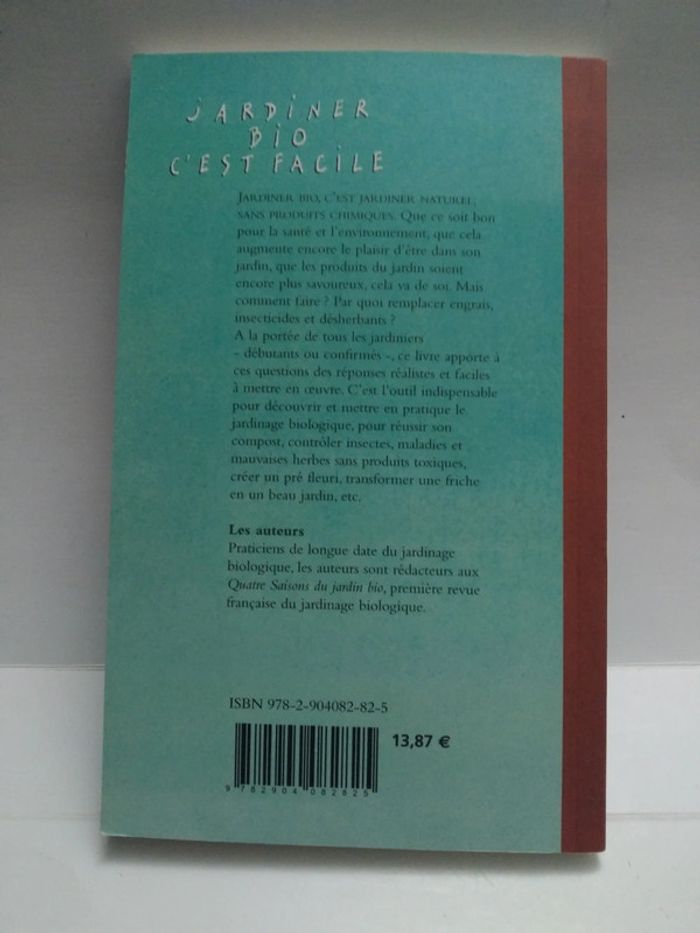 JARDINER
BIO
C'EST FACILE
JARDINER BIO, C'EST JARDINER NATUREL,
SANS PRODUITS CHIMIQUES. Que ce soit bon
pour la santé et l'environnement, que cela
augmente encore le plaisir d'être dans son
jardin, que les produits du jardin soient
encore plus savoureux, cela va de soi. Mais
comment faire ? Par quoi remplacer engrais,
insecticides et désherbants ?
A la portée de tous les jardiniers
- débutants ou confirmés -, ce livre apporte à
ces questions des réponses réalistes et faciles
à mettre en œuvre. C'est l'outil indispensable
pour découvrir et mettre en pratique le
jardinage biologique, pour réussir son
compost, contrôler insectes, maladies et
mauvaises herbes sans produits toxiques,
créer un pré fleuri, transformer une friche
en un beau jardin, etc.
Les auteurs
Praticiens de longue date du jardinage
biologique, les auteurs sont rédacteurs aux
Quatre Saisons du jardin bio, première revue
française du jardinage biologique.
ISBN 978-2-904082-82-5
13,87 €
9 782904 082825